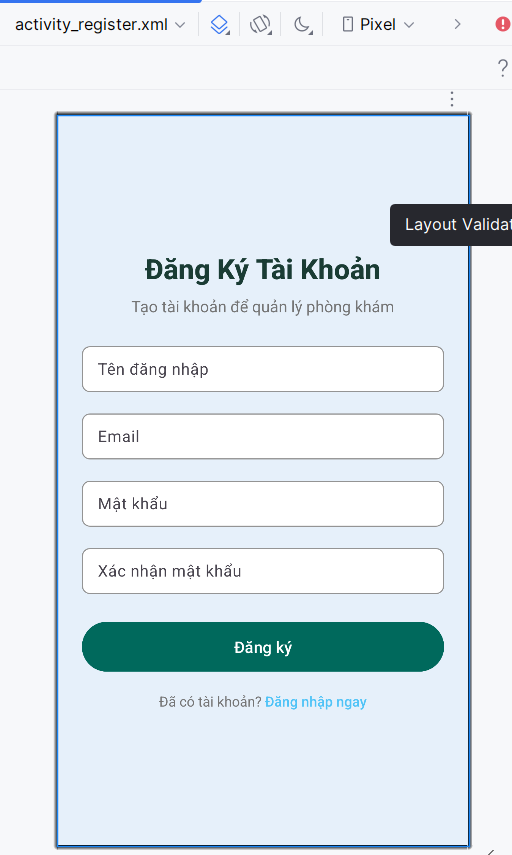 activity_register.xml
Pixel
?
Layout Validat
Đăng Ký Tài Khoản
Tạo tài khoản để quản lý phòng khám
Tên đăng nhập
Email
Mật khẩu
Xác nhận mật khẩu
Đăng ký
Đã có tài khoản? Đăng nhập ngay